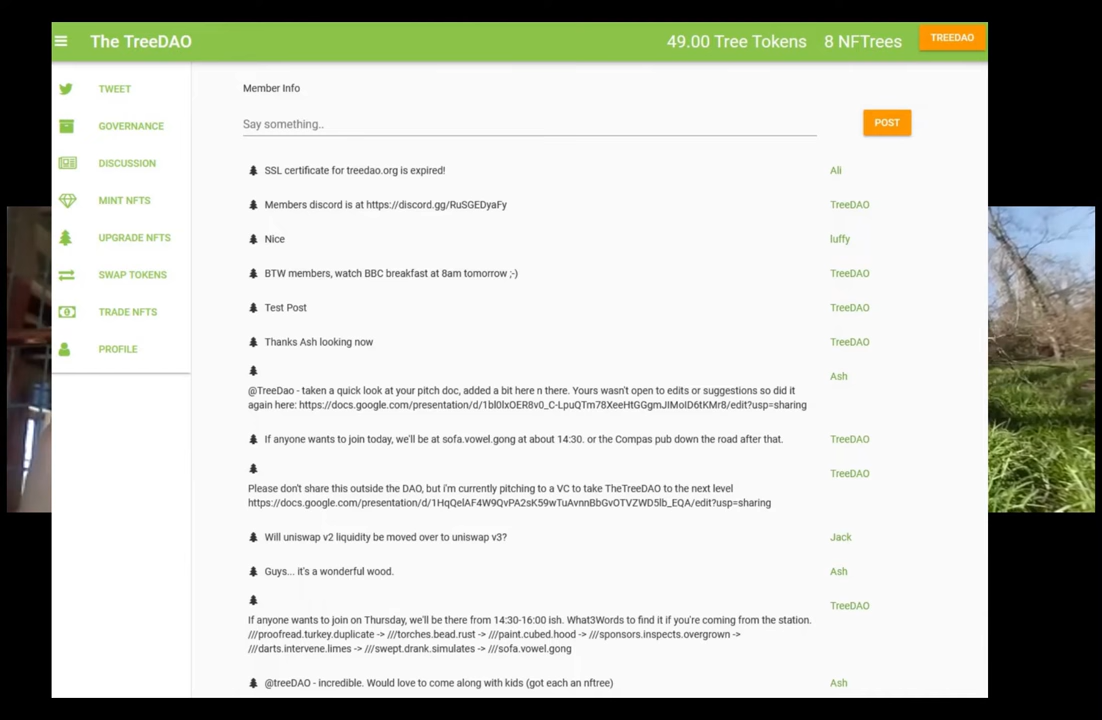 The TreeDAO
49.00 Tree Tokens 8 NFTrees TREEDAO
TWEET
GOVERNANCE
DISCUSSION
MINT NFTS
UPGRADE NFTS
SWAP TOKENS
TRADE NFTS
PROFILE
Member Info
Say something.. POST
SSL certificate for treedao.org is expired! Ali
Members discord is at https://discord.gg/RuSGEDyaFy TreeDAO
Nice luffy
BTW members, watch BBC breakfast at 8am tomorrow ;-) TreeDAO
Test Post TreeDAO
Thanks Ash looking now TreeDAO
@TreeDao - taken a quick look at your pitch doc, added a bit here n there. Yours wasn't open to edits or suggestions so did it Ash
again here: https://docs.google.com/presentation/d/1bl0lxOER8v0_C-LpuQTm78XeeHtGGgmJIMoID6tKMr8/edit?usp=sharing
If anyone wants to join today, we'll be at sofa.vowel.gong at about 14:30. or the Compas pub down the road after that. TreeDAO
Please don't share this outside the DAO, but i'm currently pitching to a VC to take TheTreeDAO to the next level TreeDAO
https://docs.google.com/presentation/d/1HqQelAF4W9QvPA2sK59wTuAvnnBbGvOTVZWD5lb_EQA/edit?usp=sharing
Will uniswap v2 liquidity be moved over to uniswap v3? Jack
Guys... it's a wonderful wood. Ash
If anyone wants to join on Thursday, we'll be there from 14:30-16:00 ish. What3Words to find it if you're coming from the station. TreeDAO
///proofread.turkey.duplicate -> ///torches.bead.rust -> ///paint.cubed.hood -> ///sponsors.inspects.overgrown ->
///darts.intervene.limes -> ///swept.drank.simulates -> ///sofa.vowel.gong
@treeDAO - incredible. Would love to come along with kids (got each an nftree) Ash